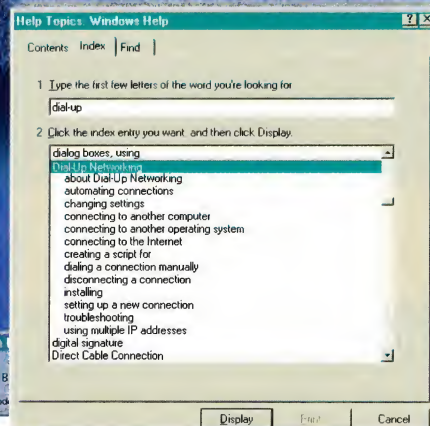 Help Topics: Windows Help
Contents Index Find
1 Type the first few letters of the word you're looking for
dial-up
2 Click the index entry you want, and then click Display.
dialog boxes, using
Dial-Up Networking
about Dial-Up Networking
automating connections
changing settings
connecting to another computer
connecting to another operating system
connecting to the Internet
creating a script for
dialing a connection manually
disconnecting a connection
installing
setting up a new connection
troubleshooting
using multiple IP addresses
digital signature
Direct Cable Connection
Display Print Cancel